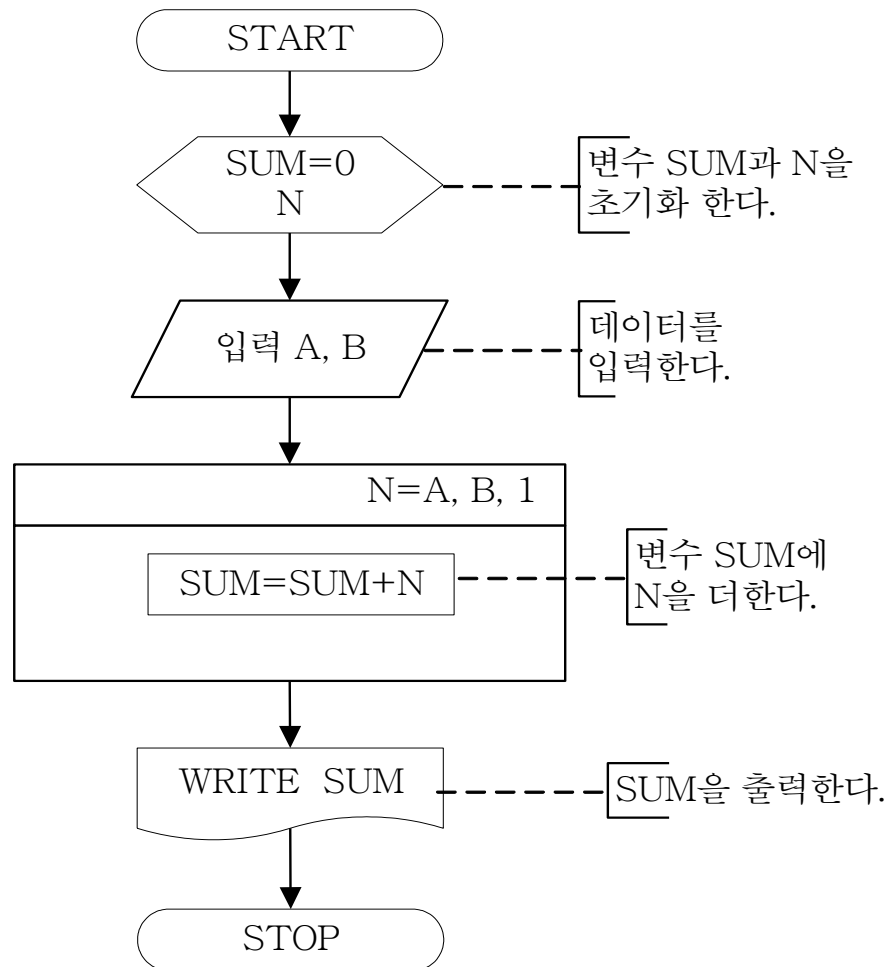 START
SUM=0
N
변수 SUM과 N을
초기화 한다.
입력 A, B
데이터를
입력한다.
N=A, B, 1
SUM=SUM+N
변수 SUM에
N을 더한다.
WRITE SUM
SUM을 출력한다.
STOP